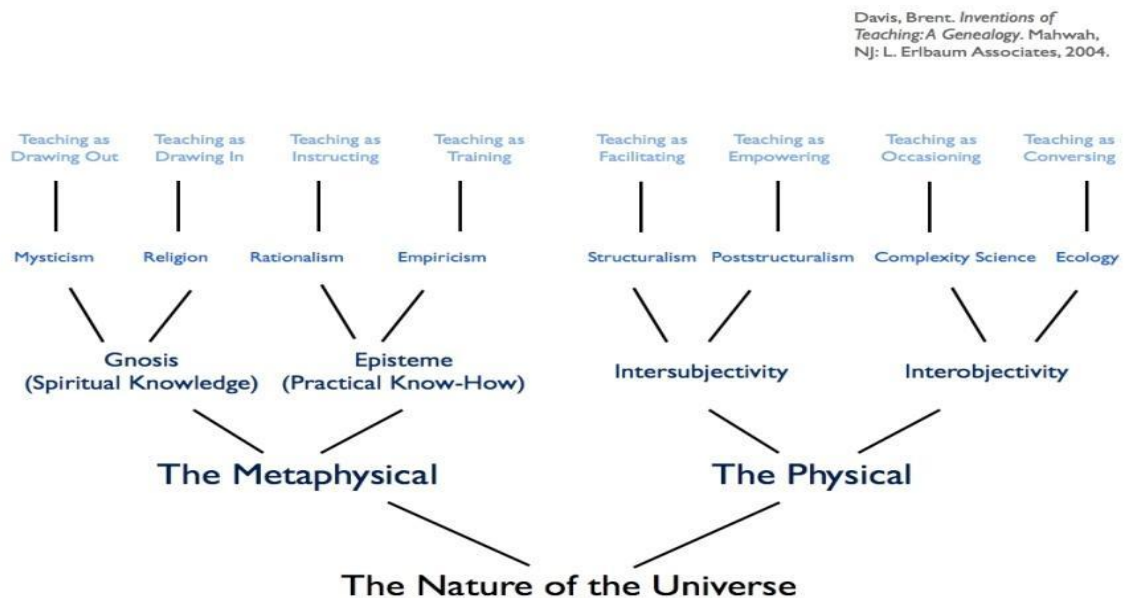 Davis, Brent. Inventions of
Teaching: A Genealogy. Mahwah,
NJ: L. Erlbaum Associates, 2004.
Teaching as
Drawing Out
Teaching as
Drawing In
Teaching as
Instructing
Teaching as
Training
Teaching as
Facilitating
Teaching as
Empowering
Teaching as
Occasioning
Teaching as
Conversing
Mysticism
Religion
Rationalism
Empiricism
Structuralism
Poststructuralism
Complexity Science
Ecology
Gnosis
(Spiritual Knowledge)
Episteme
(Practical Know-How)
Intersubjectivity
Interobjectivity
The Metaphysical
The Physical
The Nature of the Universe